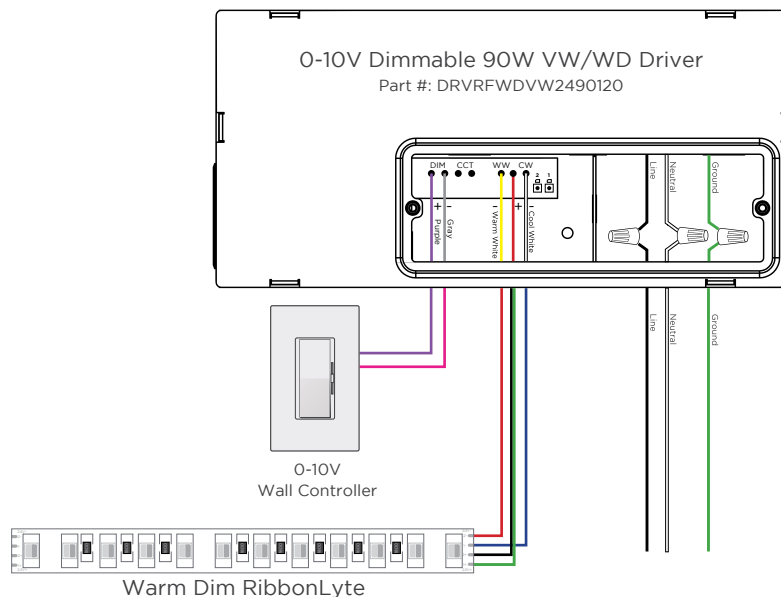 0-10V Dimmable 90W VW/WD Driver
Part #: DRVRFWDVW2490120
DIM CCT WW CW
2 1
+ - - + -
Purple
Gray
Warm White
Cool White
Line
Neutral
Ground
Line
Neutral
Ground
0-10V
Wall Controller
Warm Dim RibbonLyte